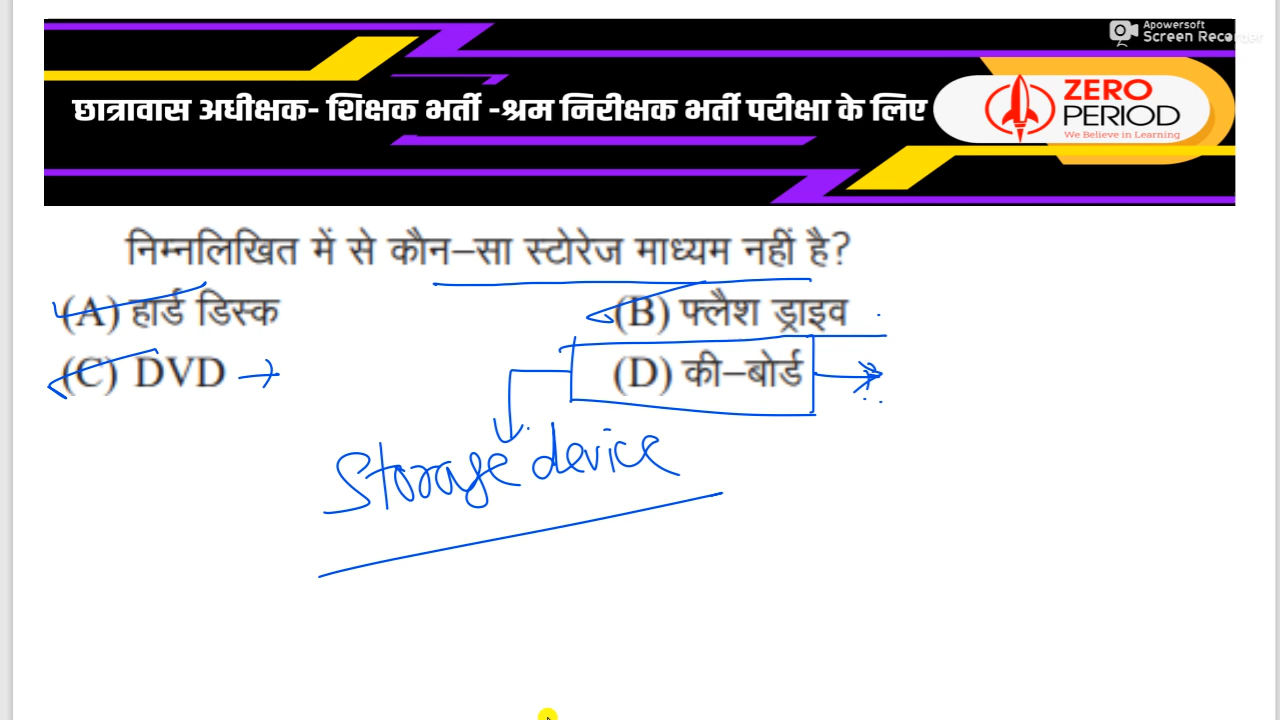 Apowersoft
Screen Recorder
छात्रावास अधीक्षक- शिक्षक भर्ती -श्रम निरीक्षक भर्ती परीक्षा के लिए
ZERO
PERIOD
We Believe in Learning
निम्नलिखित में से कौन–सा स्टोरेज माध्यम नहीं है?
(A) हार्ड डिस्क (B) फ्लैश ड्राइव
(C) DVD (D) की–बोर्ड
Storage device